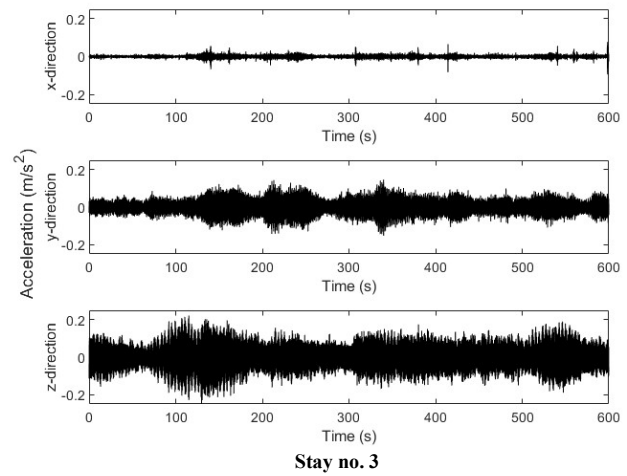 0.2
0
-0.2
x-direction
0 100 200 300 400 500 600
Time (s)
Acceleration (m/s²)
0.2
0
-0.2
y-direction
0 100 200 300 400 500 600
Time (s)
0.2
0
-0.2
z-direction
0 100 200 300 400 500 600
Time (s)
Stay no. 3